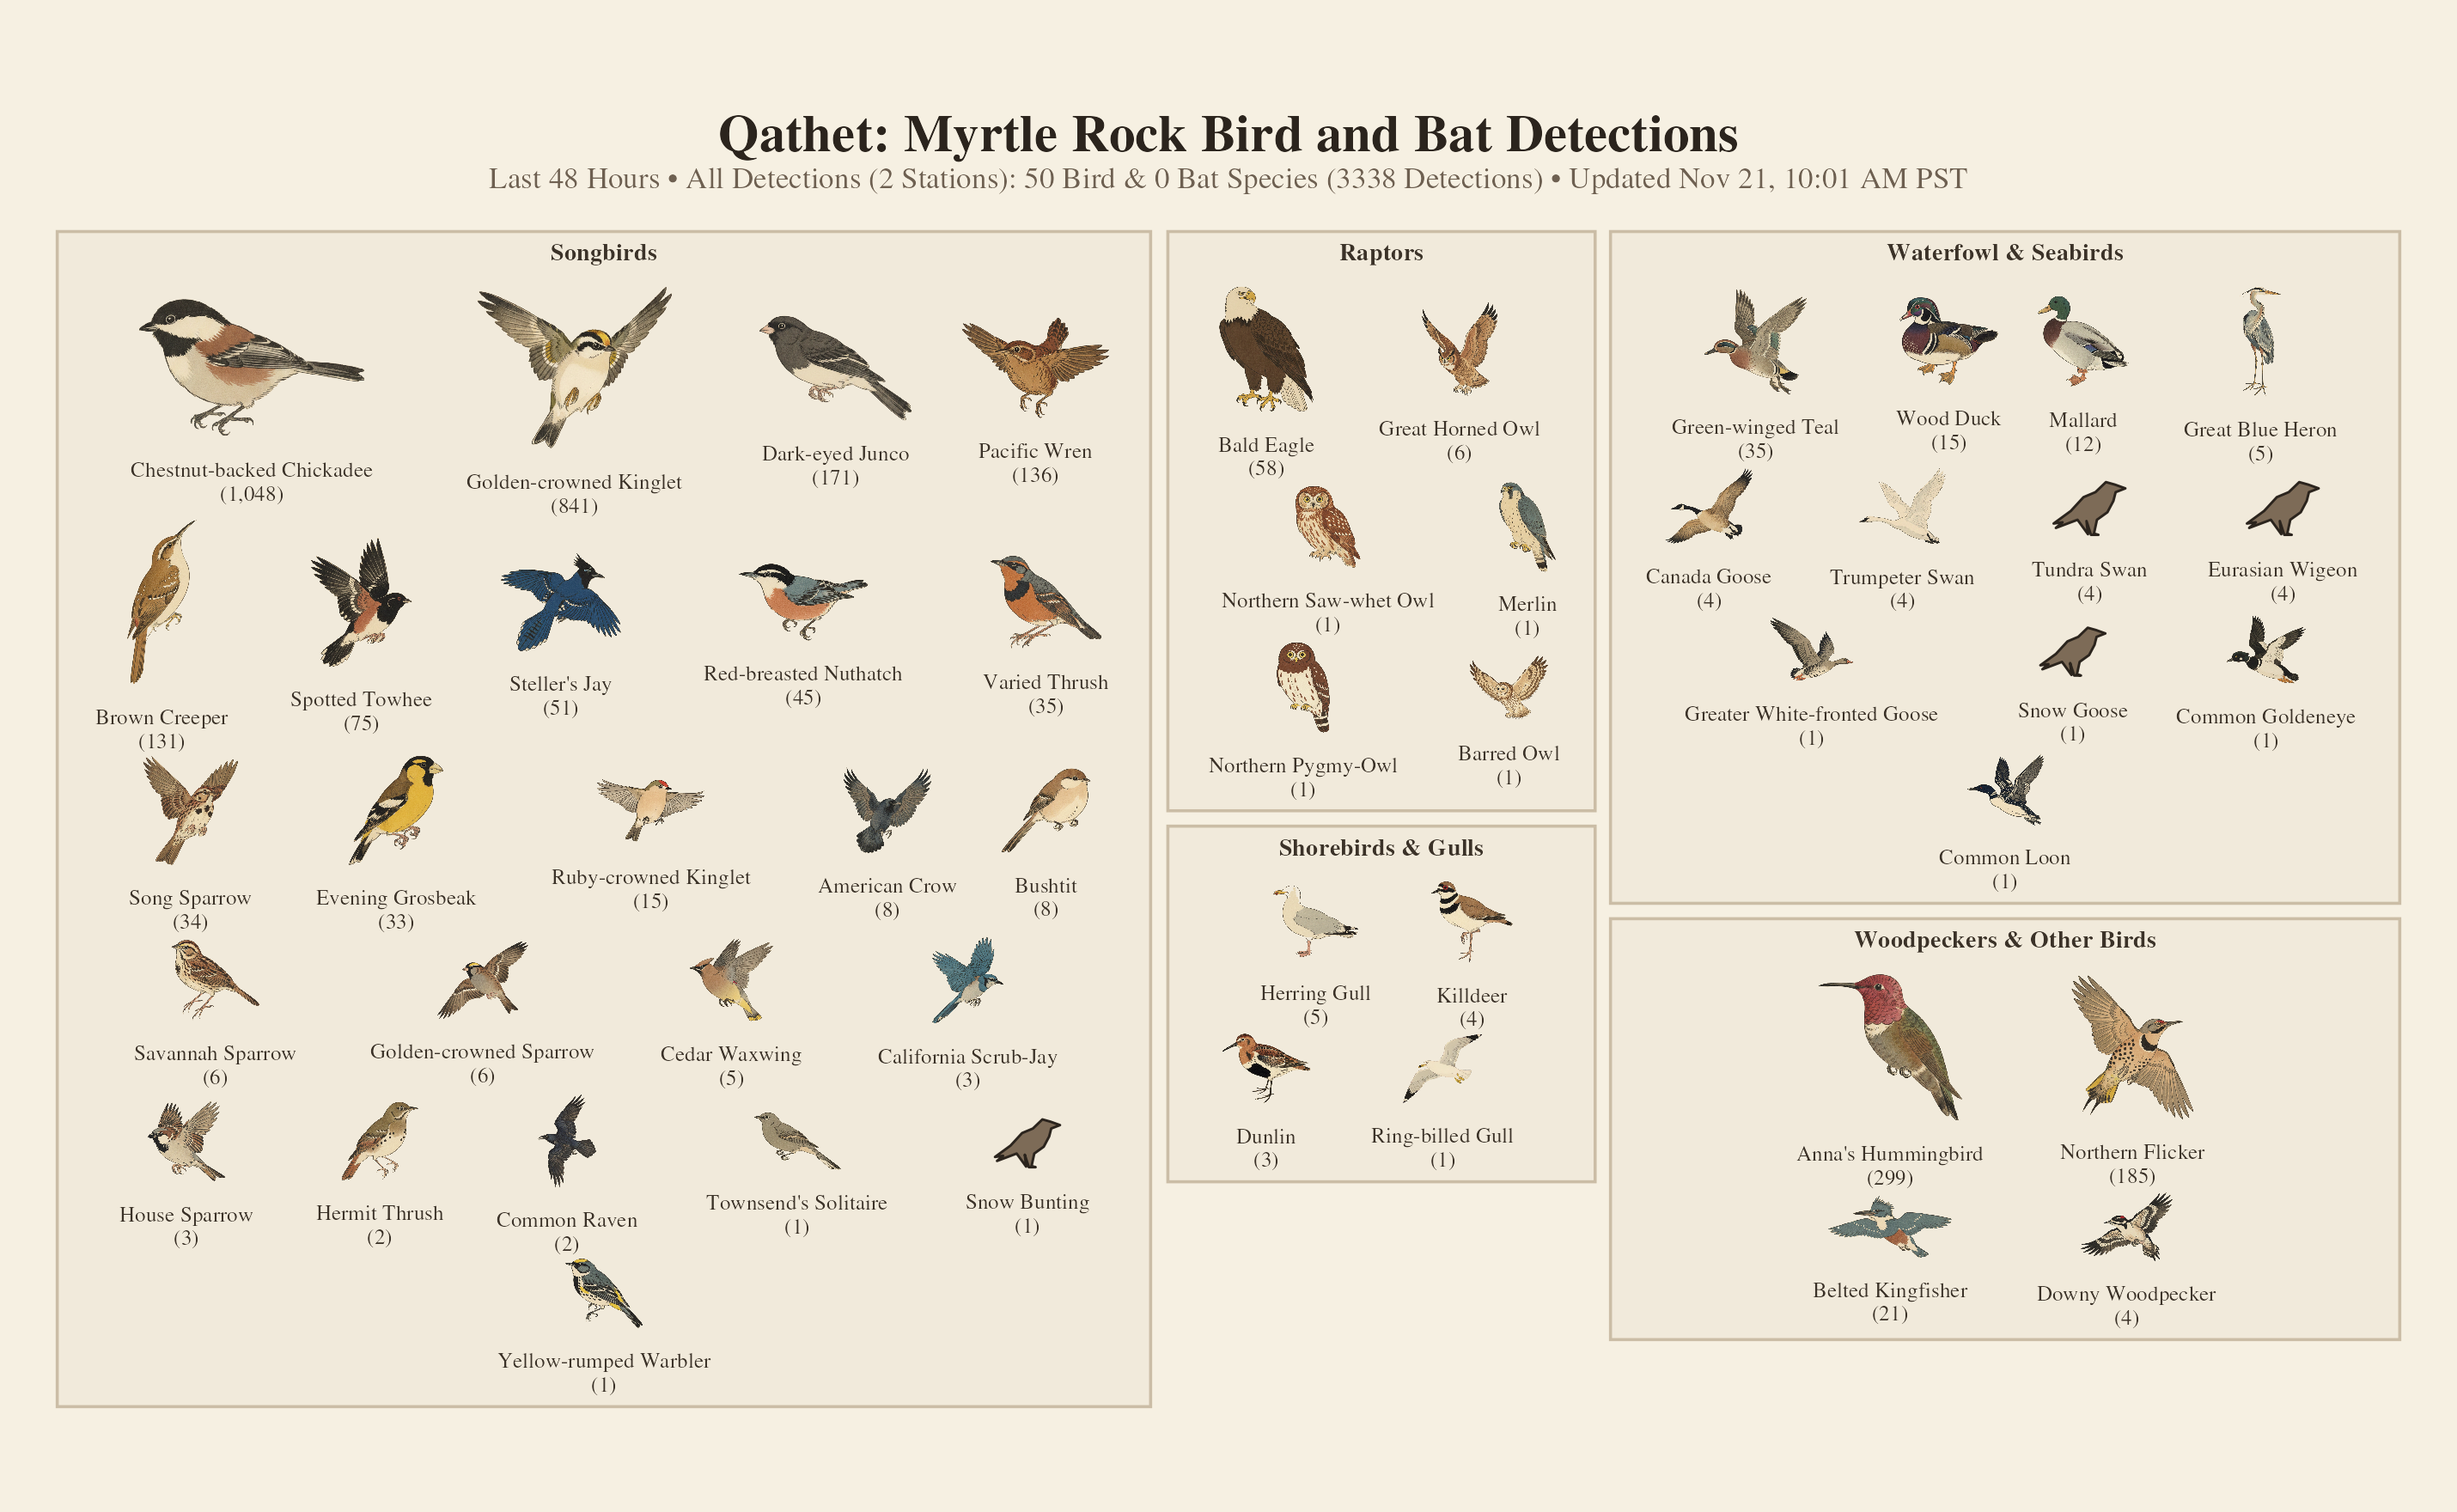 Qathet: Myrtle Rock Bird and Bat Detections
Last 48 Hours • All Detections (2 Stations): 50 Bird & 0 Bat Species (3338 Detections) • Updated Nov 21, 10:01 AM PST
Songbirds
Chestnut-backed Chickadee
(1,048)
Golden-crowned Kinglet
(841)
Dark-eyed Junco
(171)
Pacific Wren
(136)
Brown Creeper
(131)
Spotted Towhee
(75)
Steller's Jay
(51)
Red-breasted Nuthatch
(45)
Varied Thrush
(35)
Song Sparrow
(34)
Evening Grosbeak
(33)
Ruby-crowned Kinglet
(15)
American Crow
(8)
Bushtit
(8)
Savannah Sparrow
(6)
Golden-crowned Sparrow
(6)
Cedar Waxwing
(5)
California Scrub-Jay
(3)
House Sparrow
(3)
Hermit Thrush
(2)
Common Raven
(2)
Townsend's Solitaire
(1)
Snow Bunting
(1)
Yellow-rumped Warbler
(1)
Raptors
Bald Eagle
(58)
Great Horned Owl
(6)
Northern Saw-whet Owl
(1)
Merlin
(1)
Northern Pygmy-Owl
(1)
Barred Owl
(1)
Shorebirds & Gulls
Herring Gull
(5)
Killdeer
(4)
Dunlin
(3)
Ring-billed Gull
(1)
Waterfowl & Seabirds
Green-winged Teal
(35)
Wood Duck
(15)
Mallard
(12)
Great Blue Heron
(5)
Canada Goose
(4)
Trumpeter Swan
(4)
Tundra Swan
(4)
Eurasian Wigeon
(4)
Greater White-fronted Goose
(1)
Snow Goose
(1)
Common Goldeneye
(1)
Common Loon
(1)
Woodpeckers & Other Birds
Anna's Hummingbird
(299)
Northern Flicker
(185)
Belted Kingfisher
(21)
Downy Woodpecker
(4)